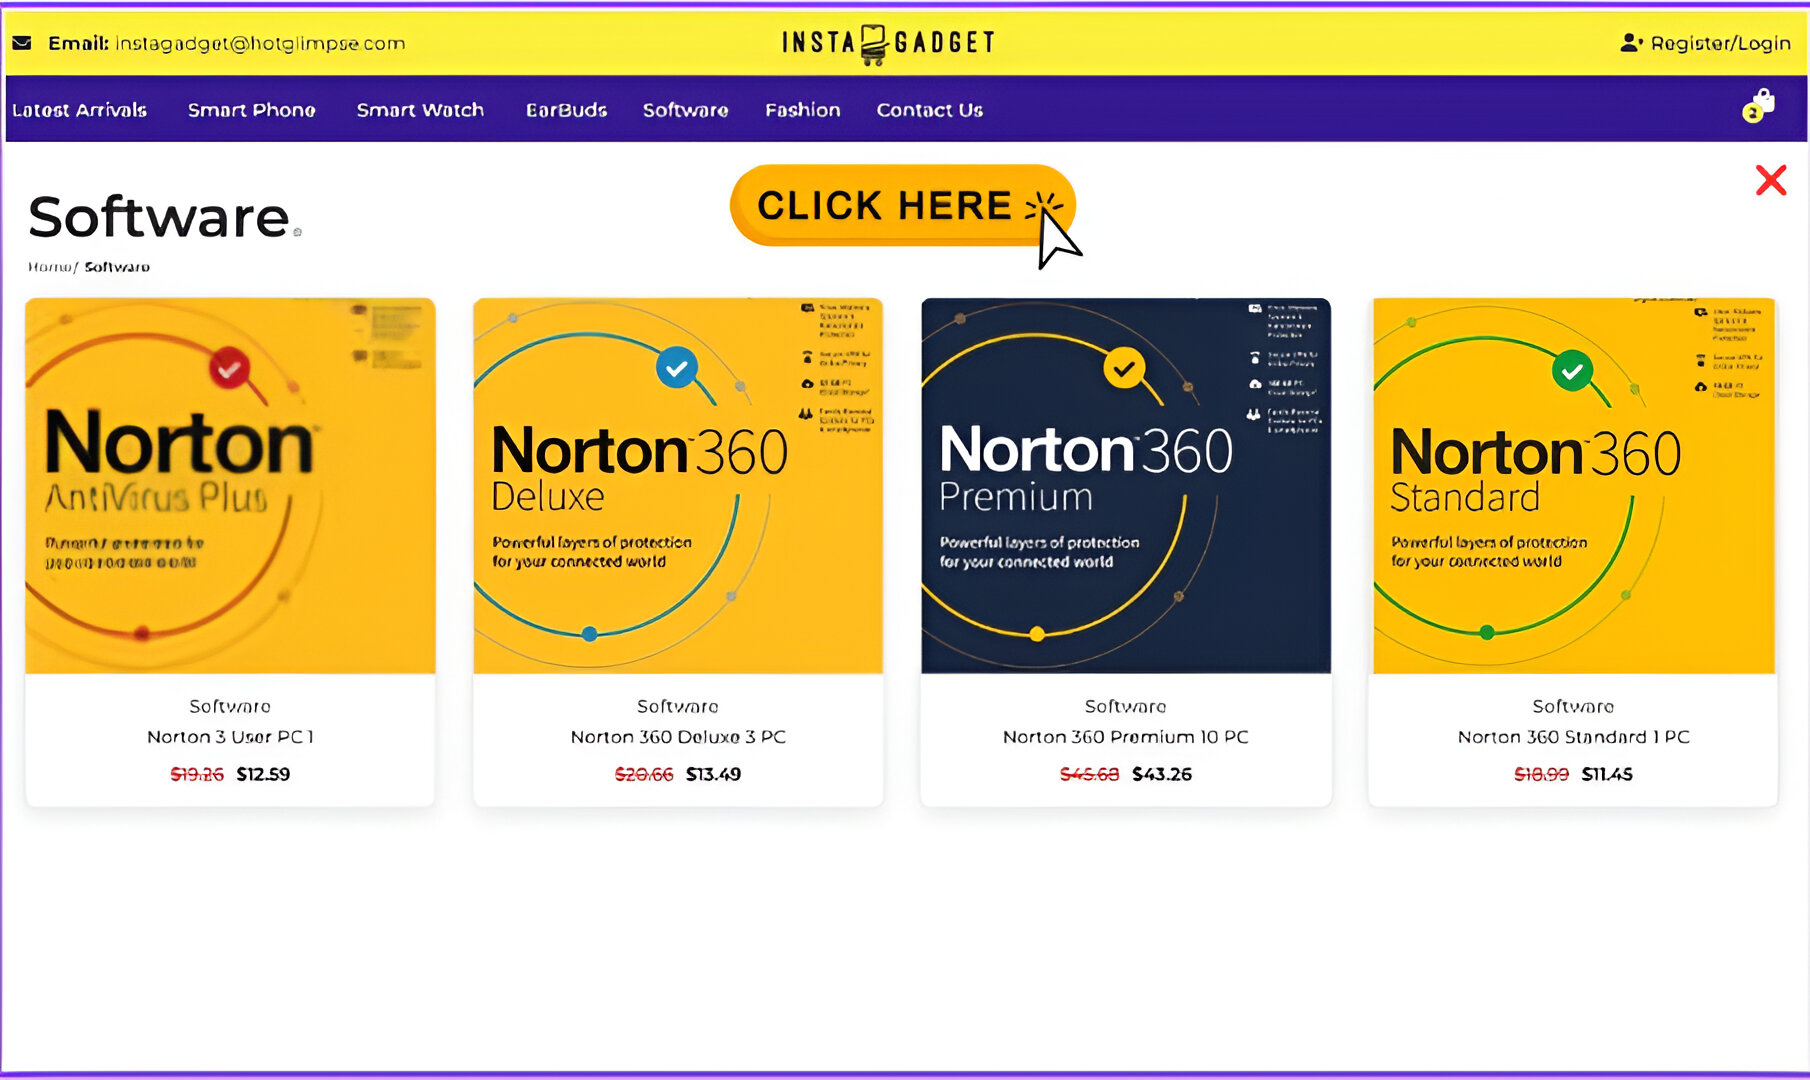 Email: instagadget@hotglimpse.com
INSTA GADGET
Register/Login
Latest Arrivals Smart Phone Smart Watch EarBuds Software Fashion Contact Us
2
Software.
CLICK HERE
Home/ Software
Norton
AntiVirus Plus
Norton 360
Deluxe
Powerful layers of protection
for your connected world
Norton 360
Premium
Powerful layers of protection
for your connected world
Norton 360
Standard
Powerful layers of protection
for your connected world
Software
Norton 3 User PC 1
$19.26 $12.59
Software
Norton 360 Deluxe 3 PC
$20.66 $13.49
Software
Norton 360 Premium 10 PC
$45.68 $43.26
Software
Norton 360 Standard 1 PC
$18.99 $11.45